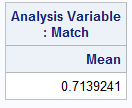 Analysis Variable
: Match
Mean
0.7139241